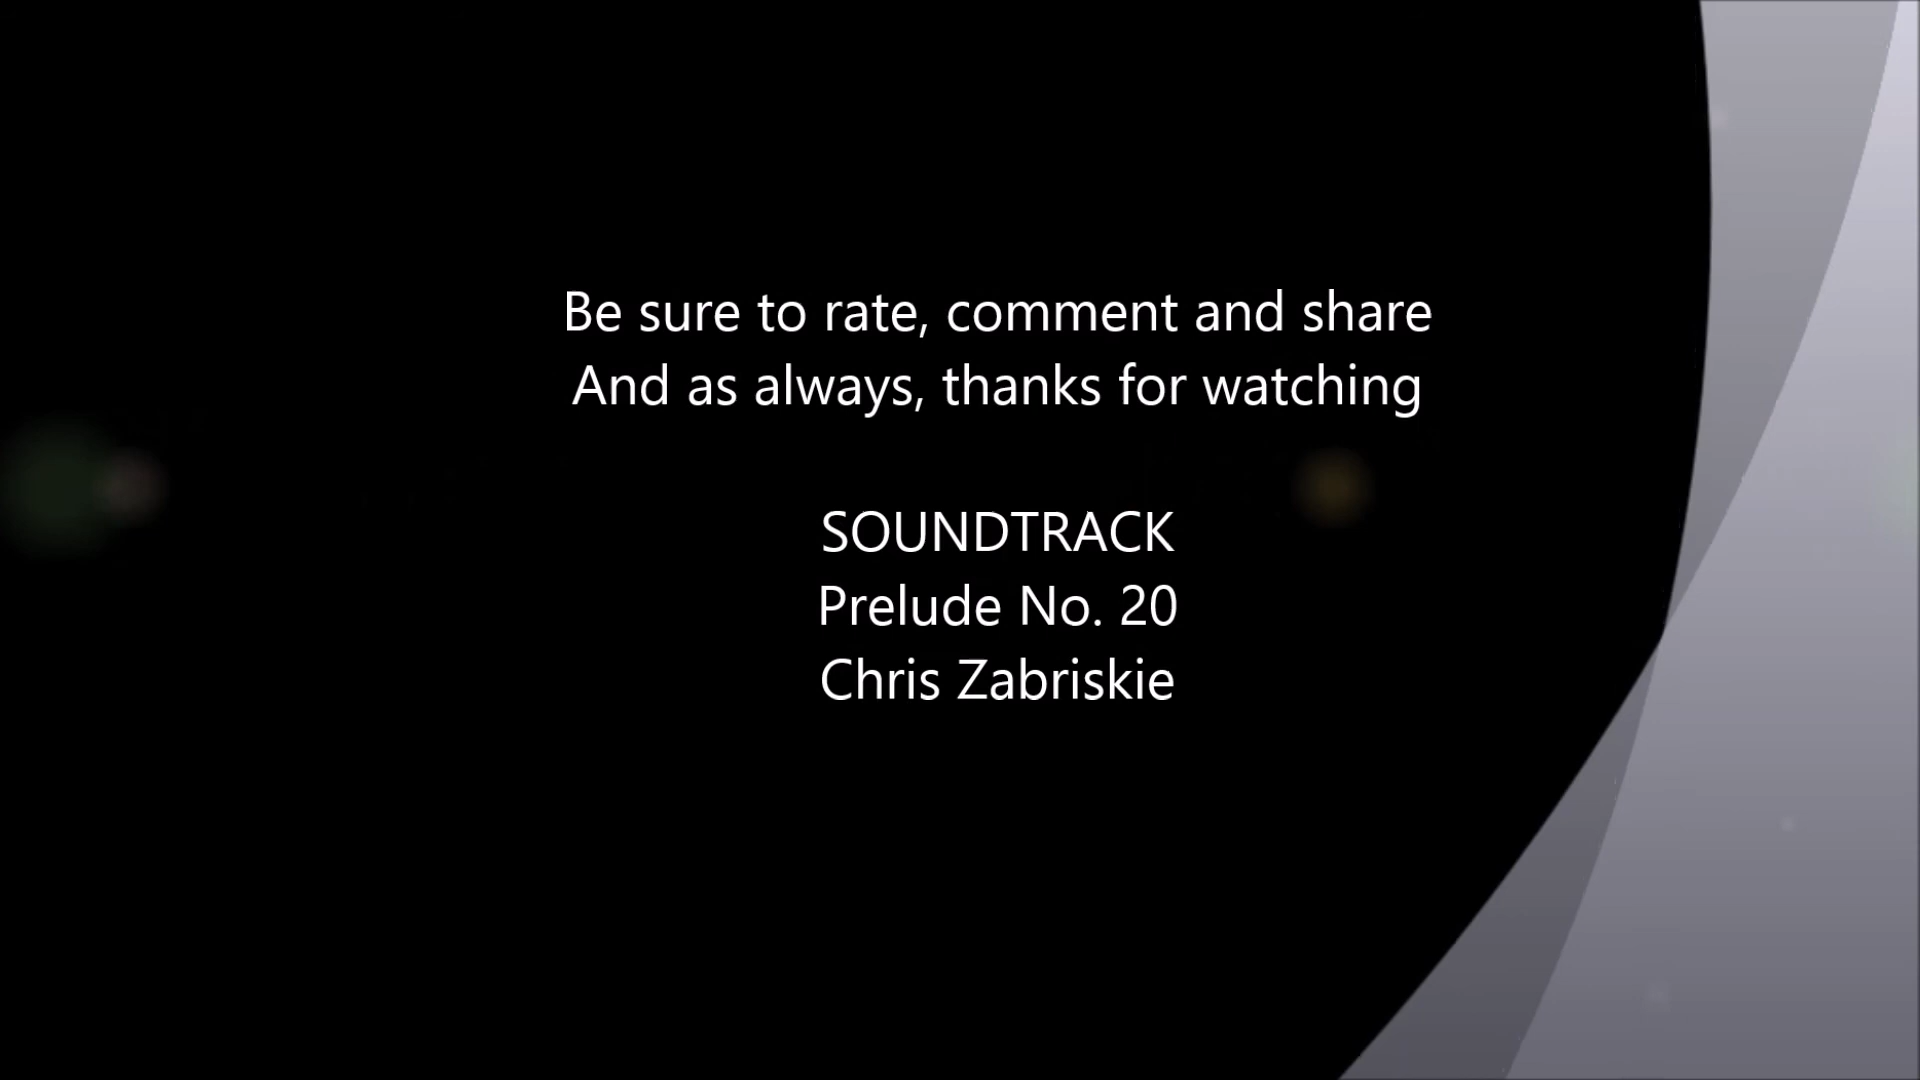 Be sure to rate, comment and share
And as always, thanks for watching
SOUNDTRACK
Prelude No. 20
Chris Zabriskie